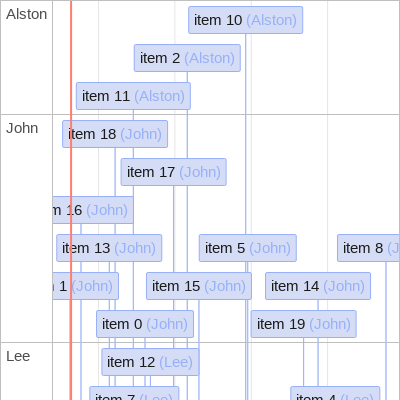 Alston
item 10 (Alston)
item 2 (Alston)
item 11 (Alston)
John
item 18 (John)
item 17 (John)
m 16 (John)
item 13 (John)
item 5 (John)
item 8 (J
1 (John)
item 15 (John)
item 14 (John)
item 0 (John)
item 19 (John)
Lee
item 12 (Lee)
item 7 (Lee)
item 4 (Lee)